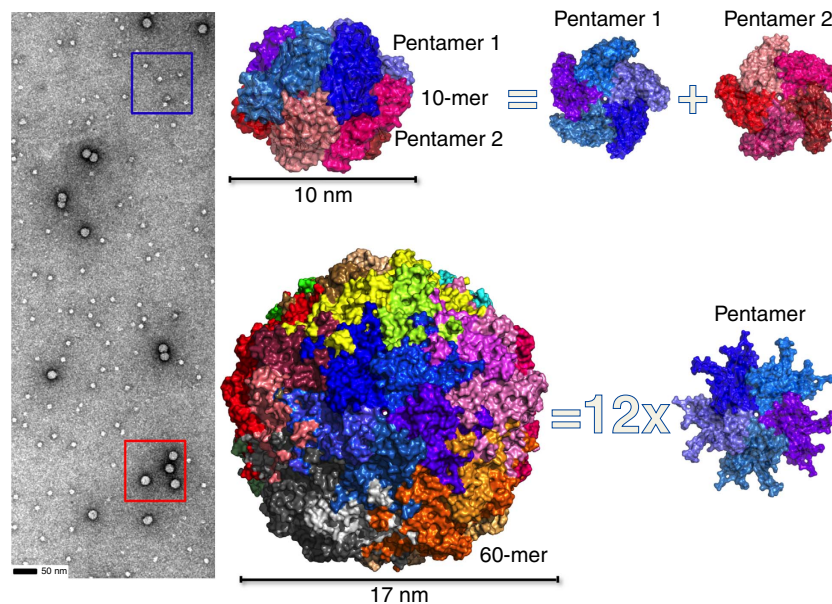 Pentamer 1
10-mer
Pentamer 2
10 nm
=
Pentamer 1
+
Pentamer 2
50 nm
60-mer
17 nm
=12x
Pentamer